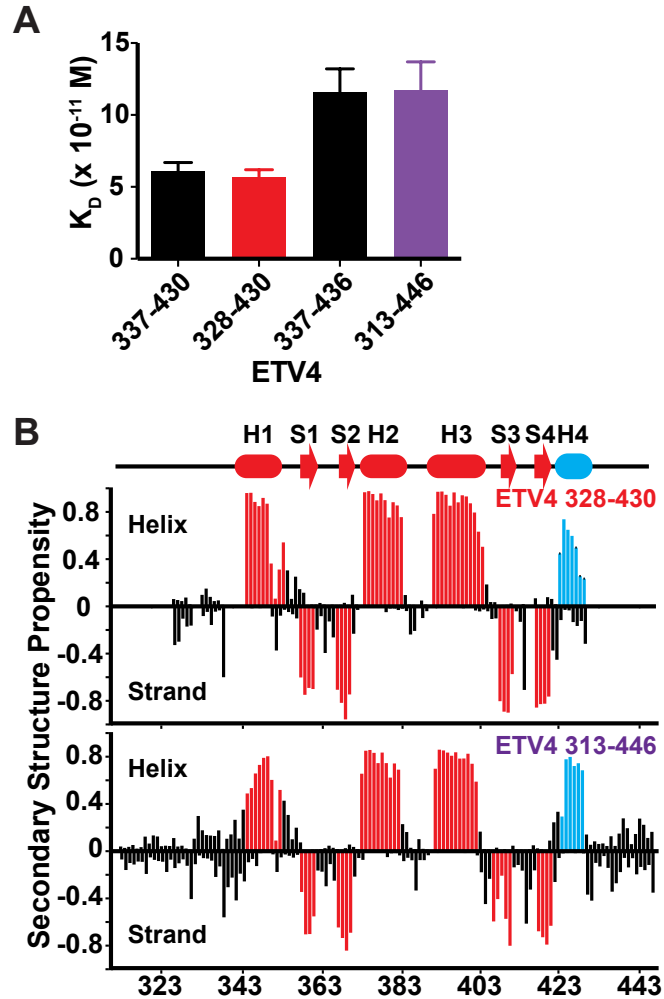 A
K_D (x 10^-11 M)
15
10
5
0
337-430
328-430
337-436
313-446
ETV4
B
H1 S1 S2 H2 H3 S3 S4 H4
Secondary Structure Propensity
ETV4 328-430
Helix
0.8
0.4
0
-0.4
-0.8
Strand
ETV4 313-446
Helix
0.8
0.4
0
-0.4
-0.8
Strand
323 343 363 383 403 423 443